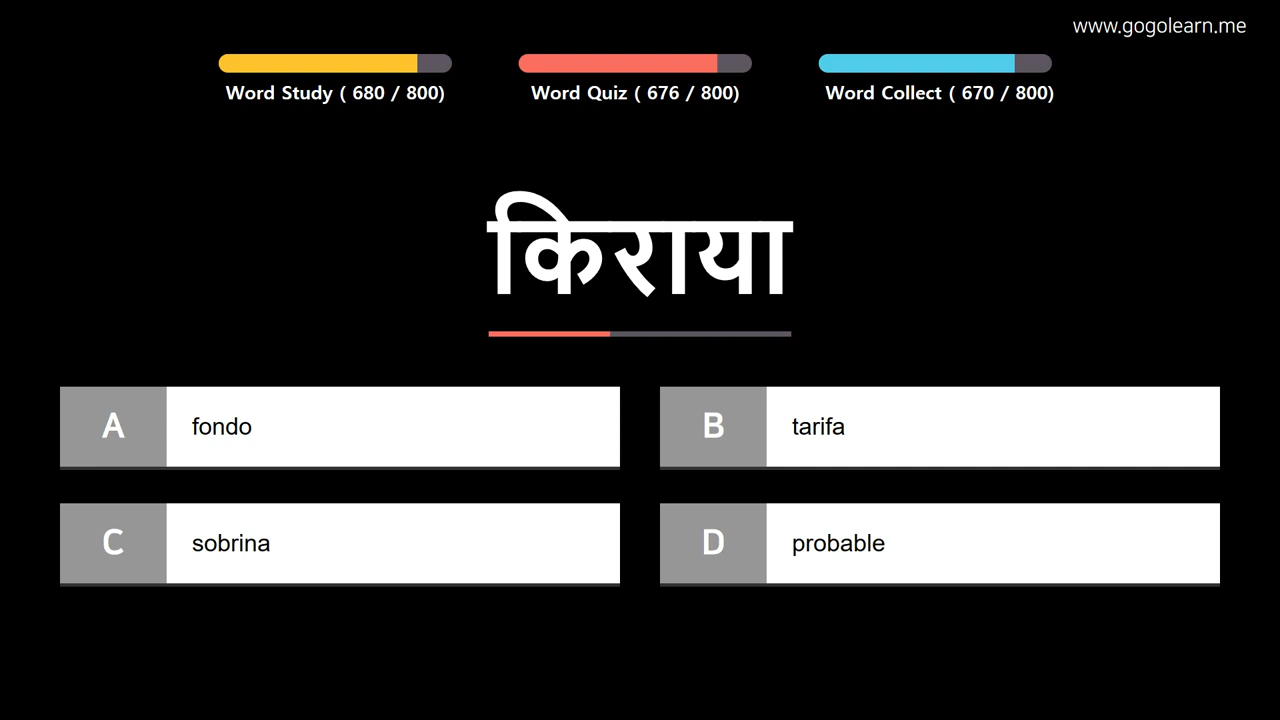 www.gogolearn.me
Word Study ( 680 / 800)
Word Quiz ( 676 / 800)
Word Collect ( 670 / 800)
किराया
A fondo
B tarifa
C sobrina
D probable